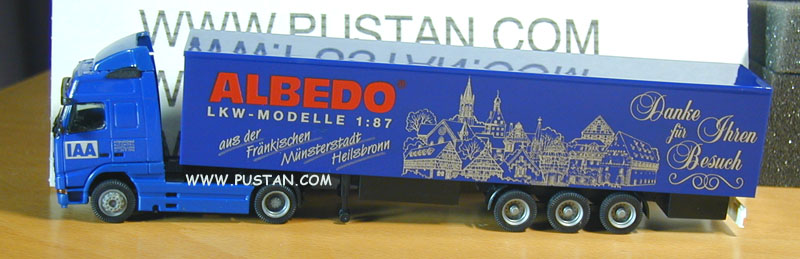 WWW.PUSTAN.COM
ALBEDO®
LKW-MODELLE 1:87
aus der
Fränkischen
Münsterstadt
Heilsbronn
Danke
für Ihren
Besuch
IAA
WWW.PUSTAN.COM